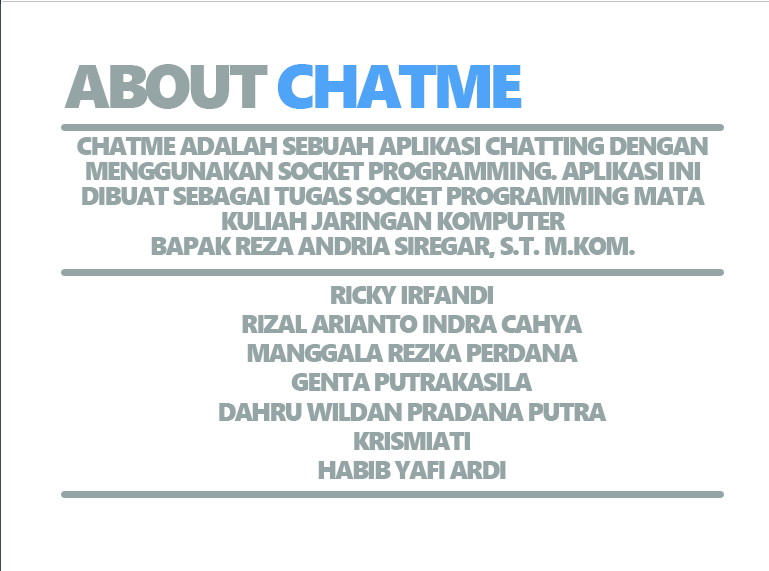 ABOUT CHATME
CHATME ADALAH SEBUAH APLIKASI CHATTING DENGAN
MENGGUNAKAN SOCKET PROGRAMMING. APLIKASI INI
DIBUAT SEBAGAI TUGAS SOCKET PROGRAMMING MATA
KULIAH JARINGAN KOMPUTER
BAPAK REZA ANDRIA SIREGAR, S.T. M.KOM.
RICKY IRFANDI
RIZAL ARIANTO INDRA CAHYA
MANGGALA REZKA PERDANA
GENTA PUTRAKASILA
DAHRU WILDAN PRADANA PUTRA
KRISMIATI
HABIB YAFI ARDI